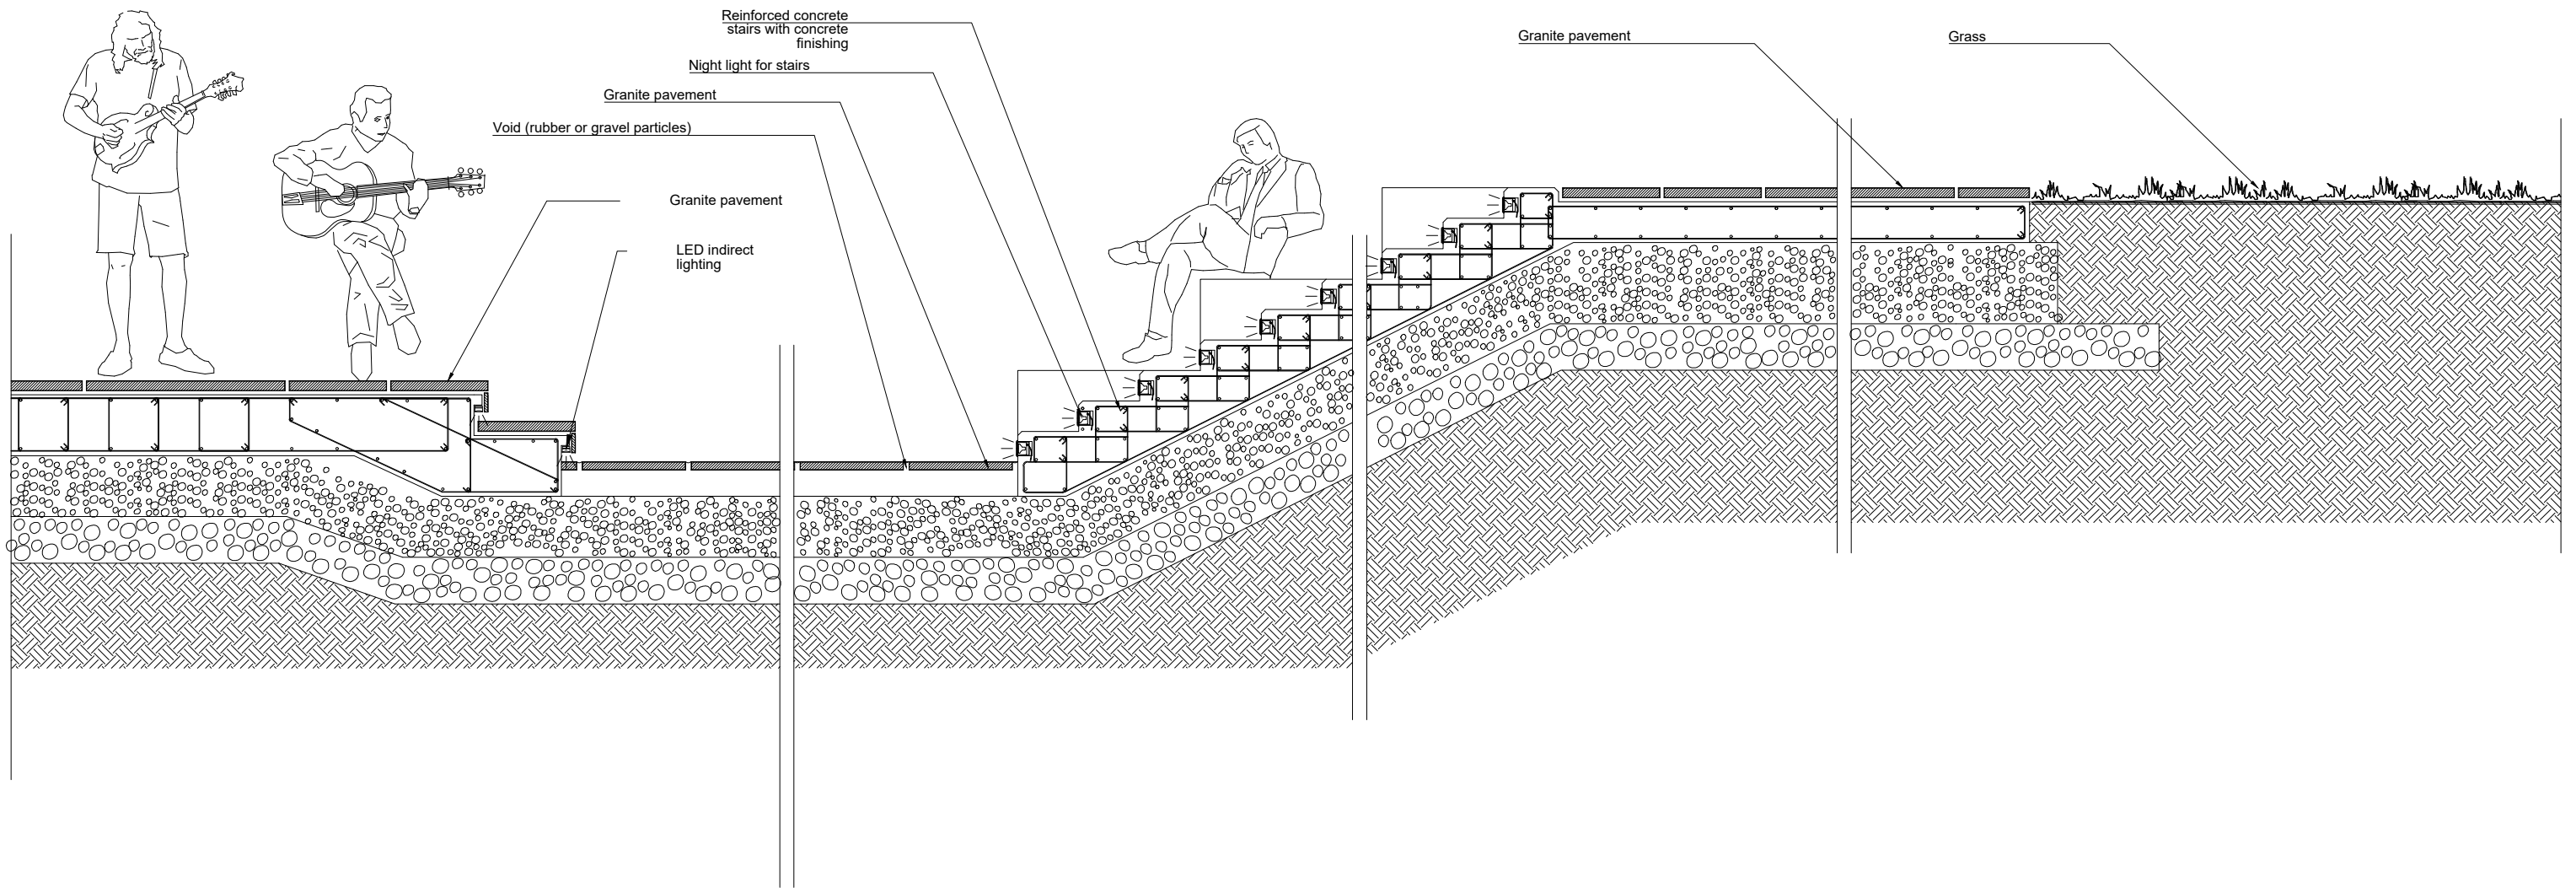 Reinforced concrete
stairs with concrete
finishing
Night light for stairs
Granite pavement
Void (rubber or gravel particles)
Granite pavement
LED indirect
lighting
Granite pavement
Grass